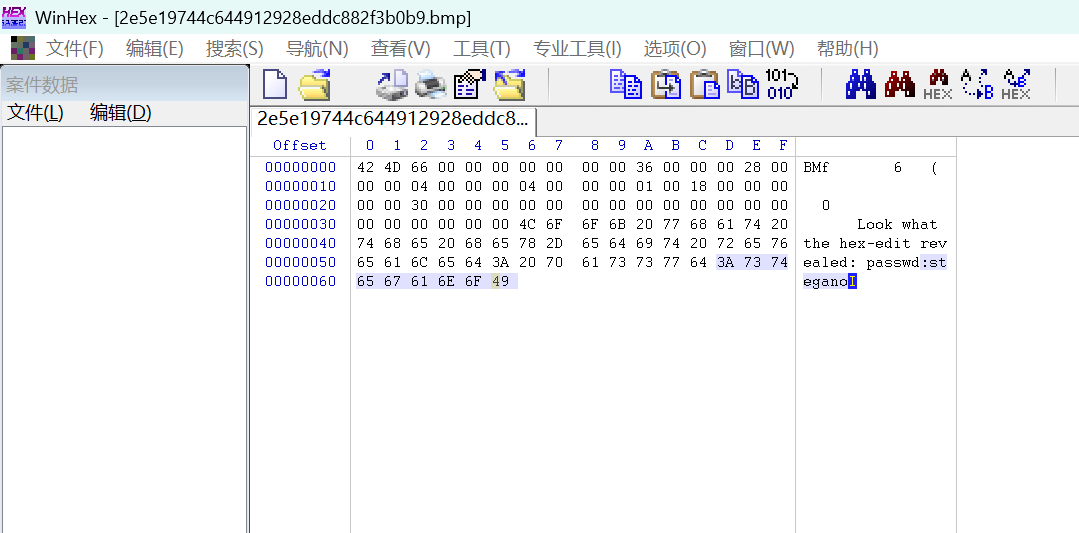 WinHex - [2e5e19744c644912928eddc882f3b0b9.bmp]
文件(F) 编辑(E) 搜索(S) 导航(N) 查看(V) 工具(T) 专业工具(I) 选项(O) 窗口(W) 帮助(H)
案件数据
文件(L) 编辑(D)
2e5e19744c644912928eddc8...
Offset 0 1 2 3 4 5 6 7 8 9 A B C D E F
00000000 42 4D 66 00 00 00 00 00 00 00 36 00 00 00 28 00 BMf 6 (
00000010 00 00 04 00 00 00 04 00 00 00 01 00 18 00 00 00
00000020 00 00 30 00 00 00 00 00 00 00 00 00 00 00 00 00 0
00000030 00 00 00 00 00 00 4C 6F 6F 6B 20 77 68 61 74 20 Look what
00000040 74 68 65 20 68 65 78 2D 65 64 69 74 20 72 65 76 the hex-edit rev
00000050 65 61 6C 65 64 3A 20 70 61 73 73 77 64 3A 73 74 ealed: passwd:st
00000060 65 67 61 6E 6F 49 eganoI